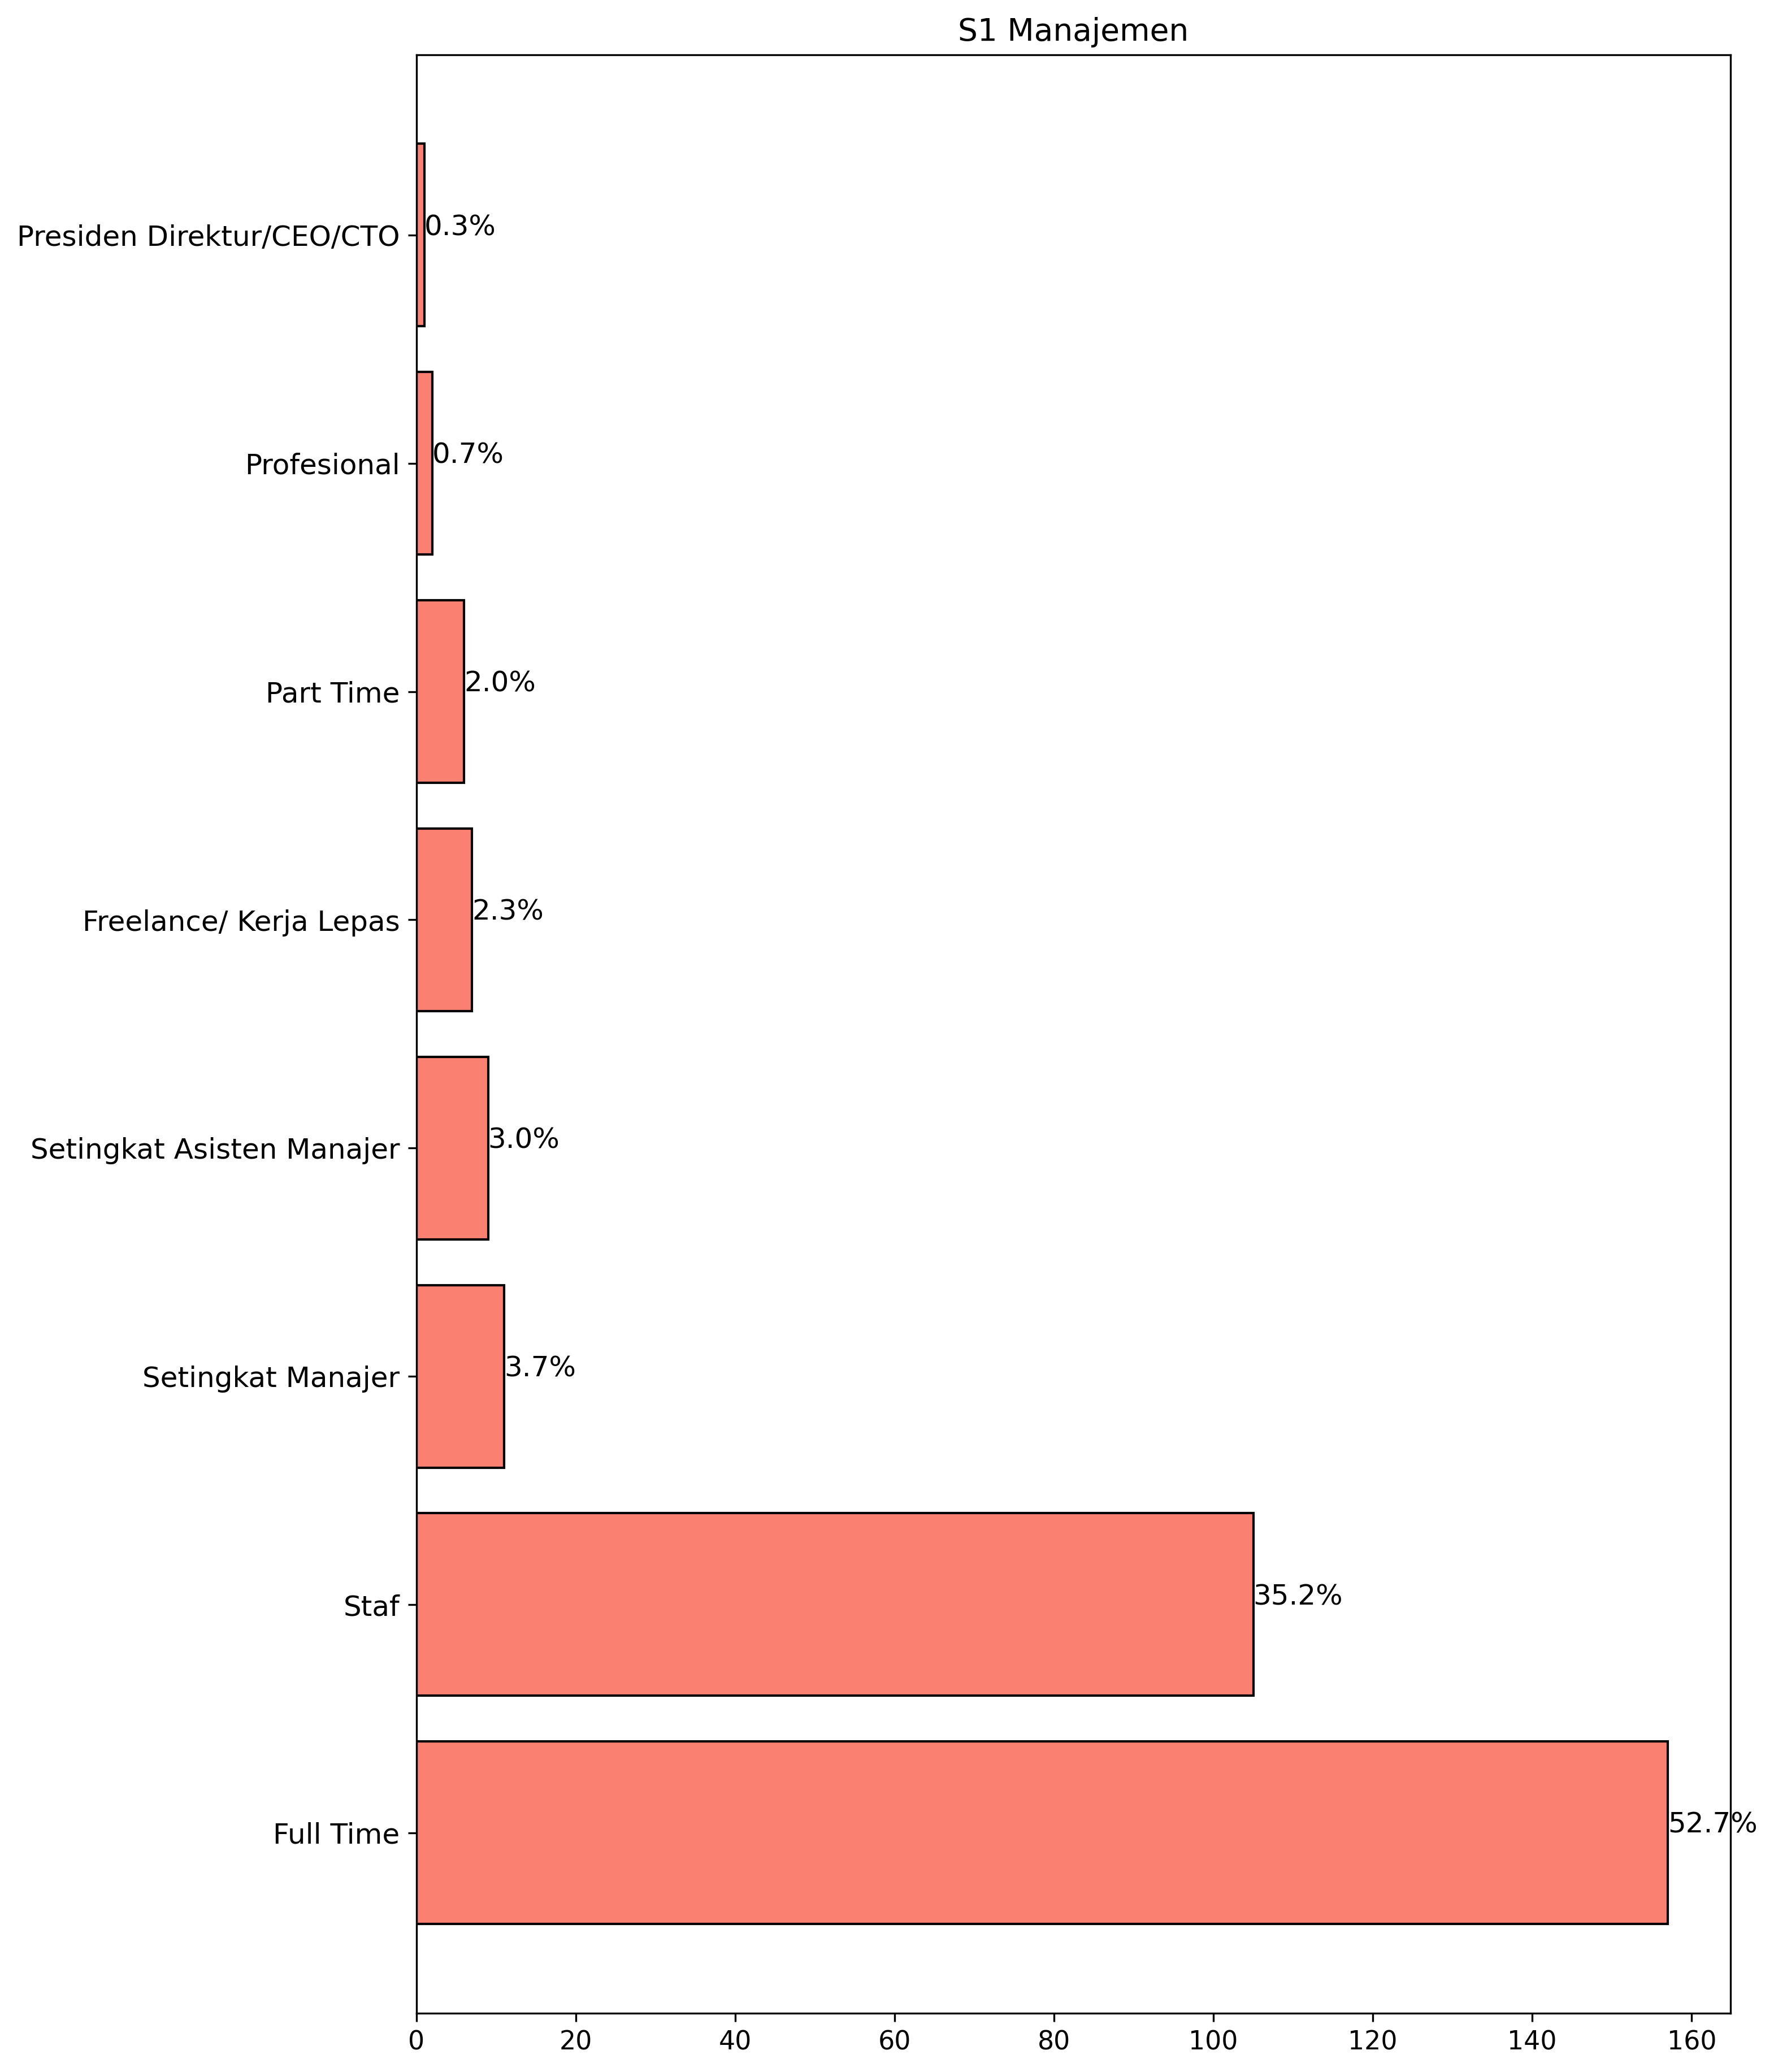 S1 Manajemen
Presiden Direktur/CEO/CTO
0.3%
Profesional
0.7%
Part Time
2.0%
Freelance/ Kerja Lepas
2.3%
Setingkat Asisten Manajer
3.0%
Setingkat Manajer
3.7%
Staf
35.2%
Full Time
52.7%
0 20 40 60 80 100 120 140 160